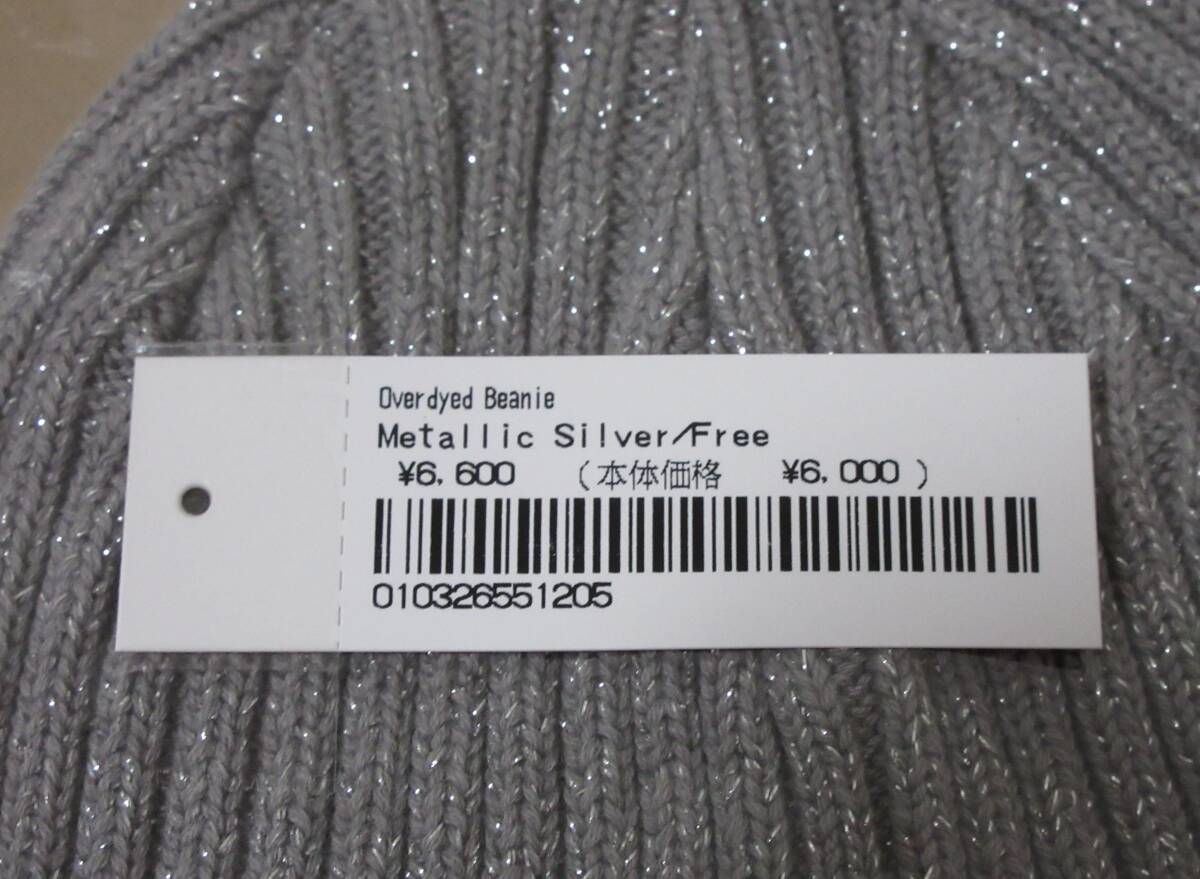 Overdyed Beanie
Metallic Silver/Free
¥6,600 (本体価格 ¥6,000)
010326551205